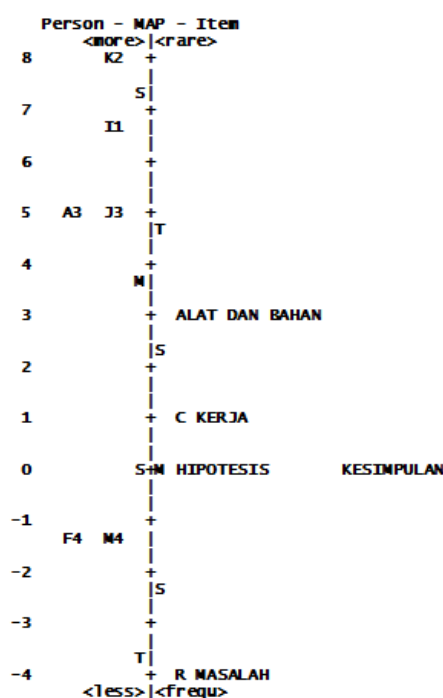 Person - MAP - Item
<more>|<rare>
8 K2 +
|
S|
7 +
I1 |
|
6 +
|
|
5 A3 J3 +
|T
|
4 +
M|
|
3 + ALAT DAN BAHAN
|
|S
2 +
|
|
1 + C KERJA
|
|
0 S+M HIPOTESIS KESIMPULAN
|
|
-1 +
F4 M4 |
|
-2 +
|S
|
-3 +
|
T|
-4 + R MASALAH
<less>|<frequ>